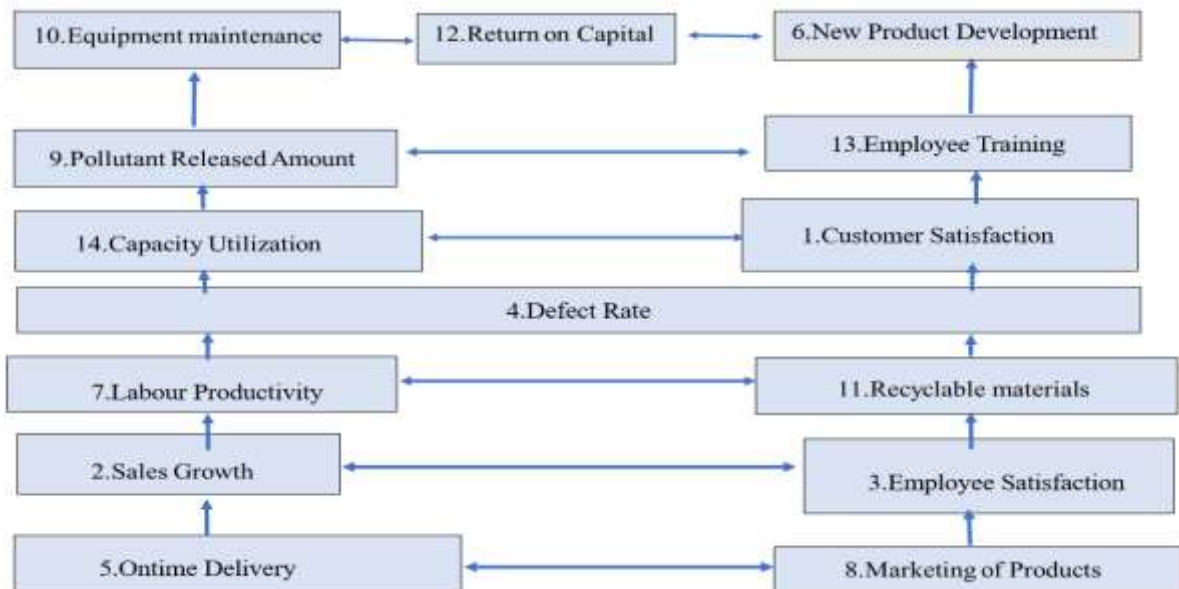 10.Equipment maintenance
12.Return on Capital
6.New Product Development
9.Pollutant Released Amount
13.Employee Training
14.Capacity Utilization
1.Customer Satisfaction
4.Defect Rate
7.Labour Productivity
11.Recyclable materials
2.Sales Growth
3.Employee Satisfaction
5.Ontime Delivery
8.Marketing of Products